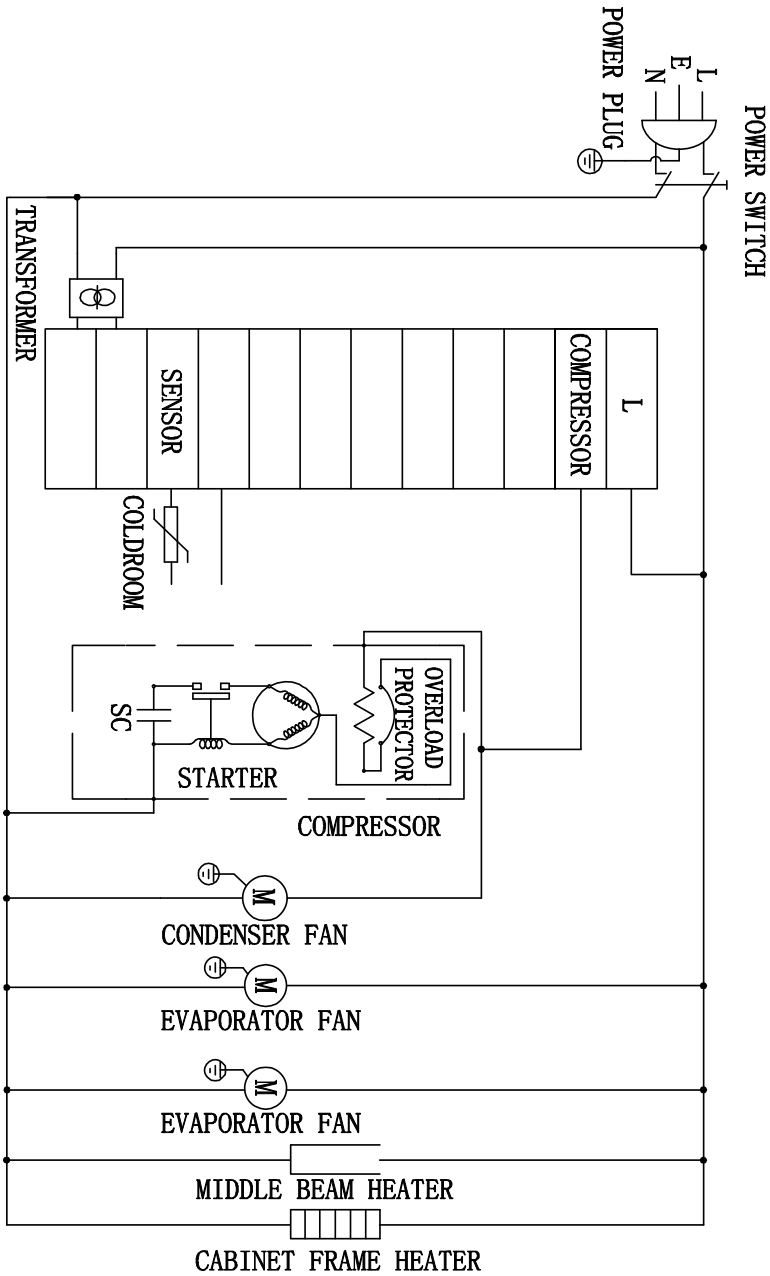 POWER SWITCH
L
E
N
POWER PLUG
TRANSFORMER
SENSOR
COMPRESSOR
L
COLDROOM
OVERLOAD
PROTECTOR
SC
STARTER
COMPRESSOR
M
CONDENSER FAN
M
EVAPORATOR FAN
M
EVAPORATOR FAN
MIDDLE BEAM HEATER
CABINET FRAME HEATER